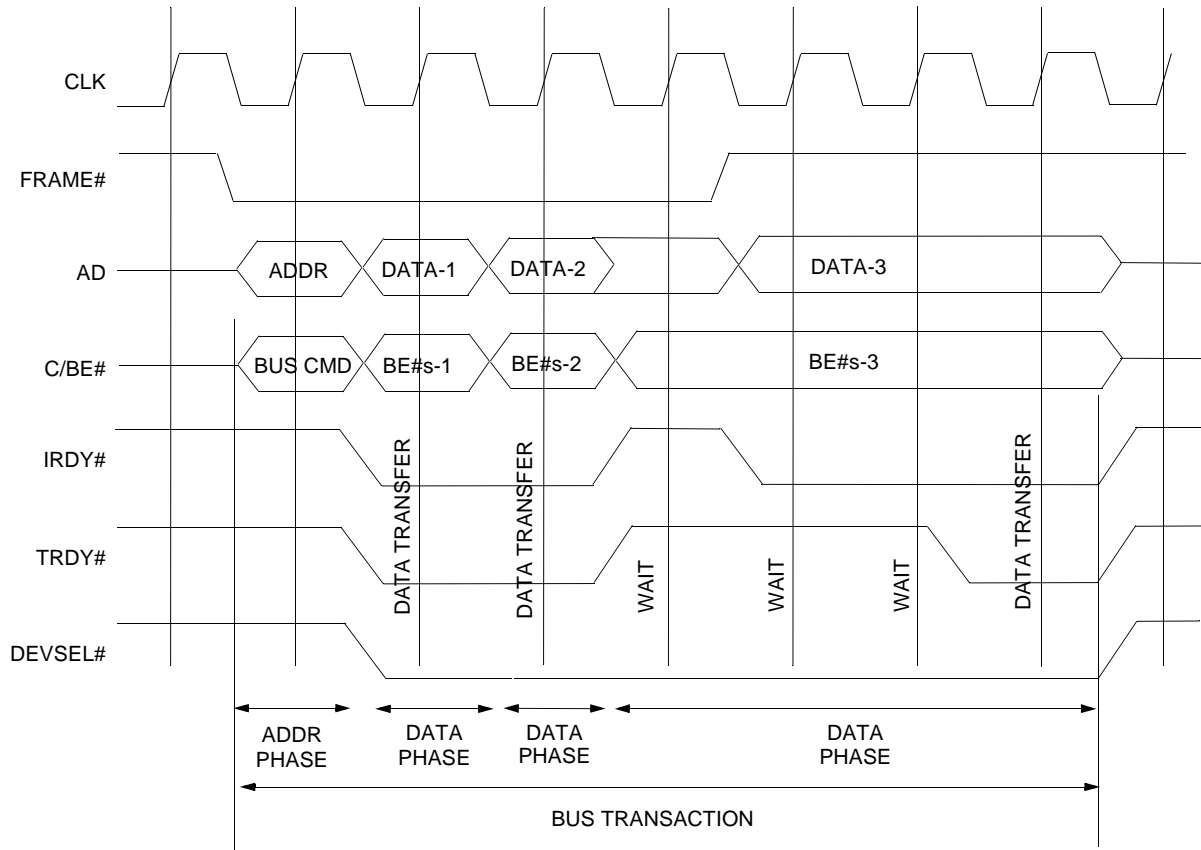 CLK
FRAME#
AD
ADDR
DATA-1
DATA-2
DATA-3
C/BE#
BUS CMD
BE#s-1
BE#s-2
BE#s-3
IRDY#
TRDY#
DATA TRANSFER
DATA TRANSFER
WAIT
WAIT
WAIT
DATA TRANSFER
DEVSEL#
ADDR
PHASE
DATA
PHASE
DATA
PHASE
DATA
PHASE
BUS TRANSACTION